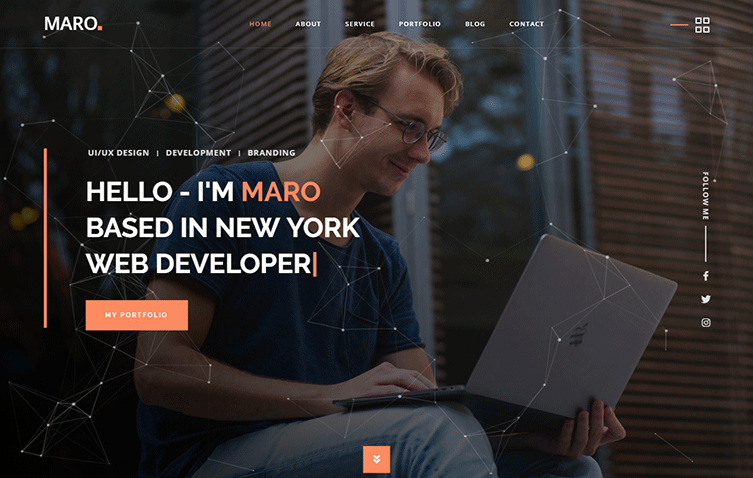 MARO.
HOME ABOUT SERVICE PORTFOLIO BLOG CONTACT
UI/UX DESIGN | DEVELOPMENT | BRANDING
HELLO - I'M MARO
BASED IN NEW YORK
WEB DEVELOPER|
MY PORTFOLIO
FOLLOW ME